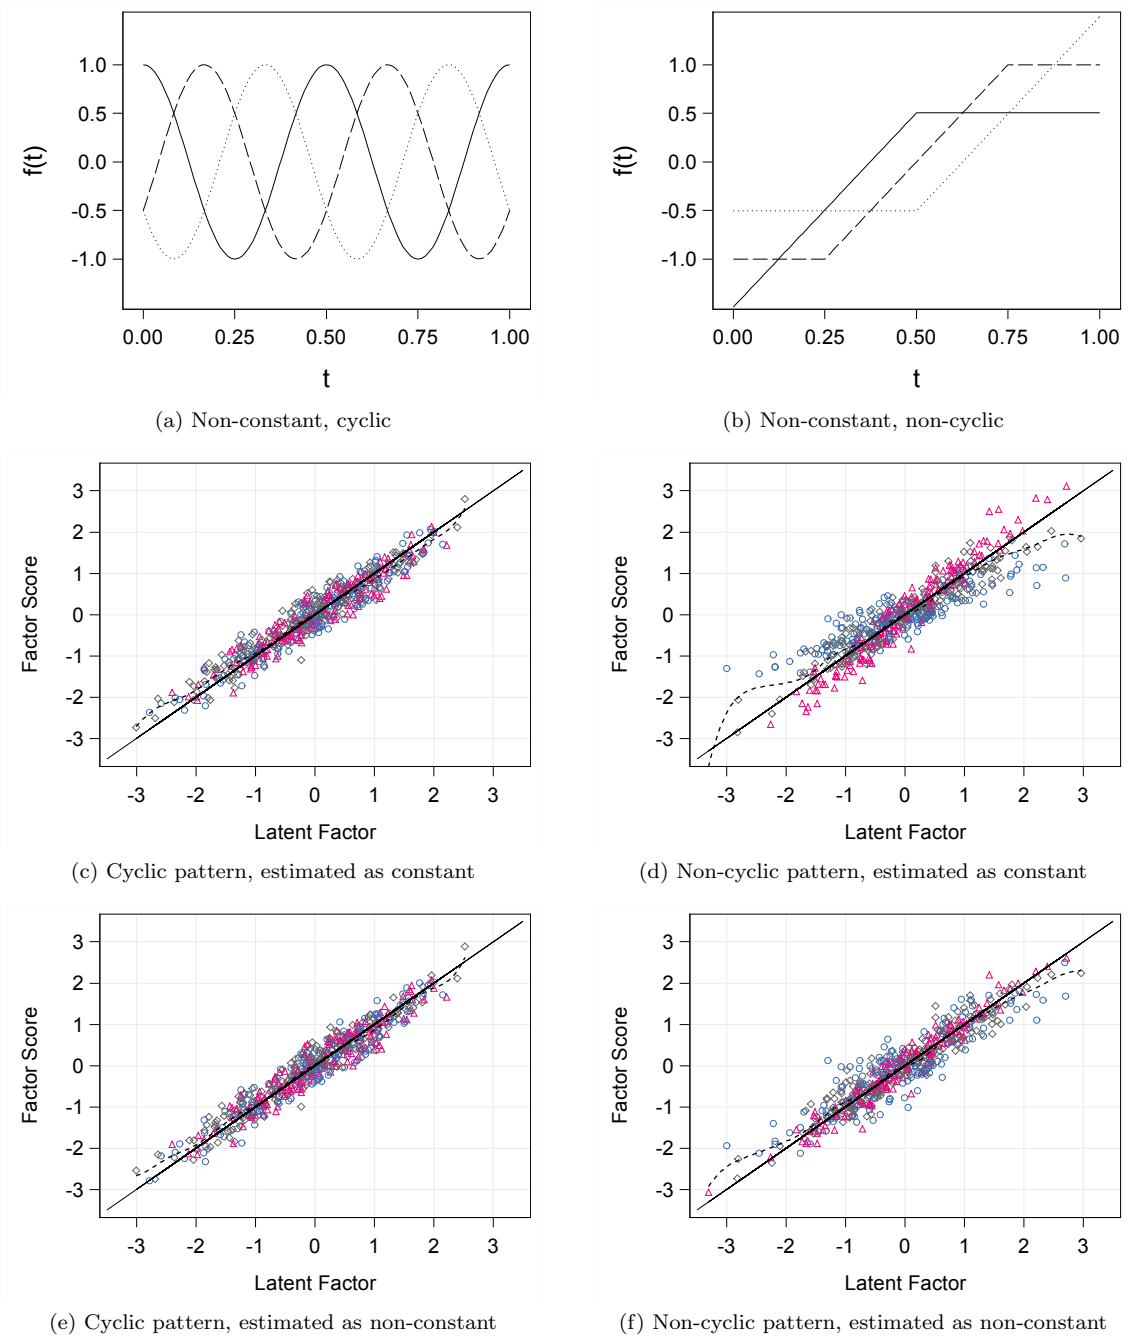 1.0
0.5
0.0
-0.5
-1.0
f(t)
0.00 0.25 0.50 0.75 1.00
t
(a) Non-constant, cyclic
1.0
0.5
0.0
-0.5
-1.0
f(t)
0.00 0.25 0.50 0.75 1.00
t
(b) Non-constant, non-cyclic
3
2
1
0
-1
-2
-3
Factor Score
-3 -2 -1 0 1 2 3
Latent Factor
(c) Cyclic pattern, estimated as constant
3
2
1
0
-1
-2
-3
Factor Score
-3 -2 -1 0 1 2 3
Latent Factor
(d) Non-cyclic pattern, estimated as constant
3
2
1
0
-1
-2
-3
Factor Score
-3 -2 -1 0 1 2 3
Latent Factor
(e) Cyclic pattern, estimated as non-constant
3
2
1
0
-1
-2
-3
Factor Score
-3 -2 -1 0 1 2 3
Latent Factor
(f) Non-cyclic pattern, estimated as non-constant